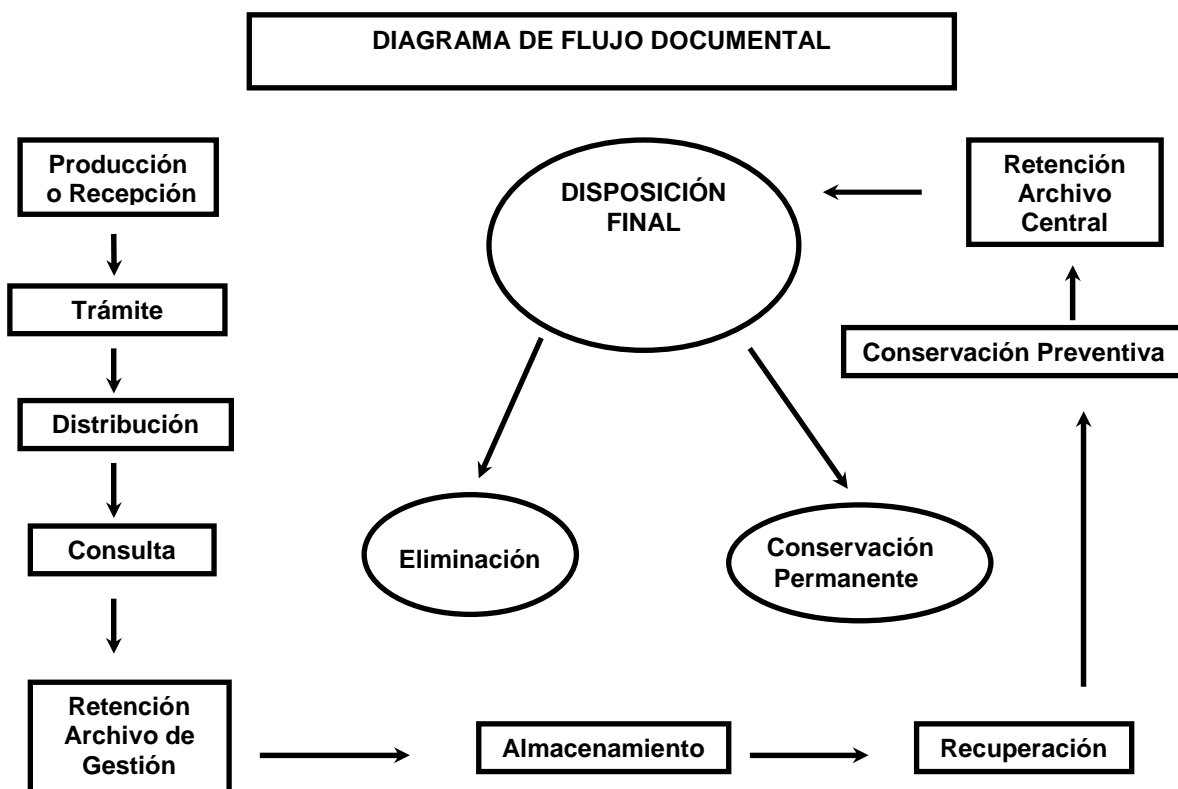 DIAGRAMA DE FLUJO DOCUMENTAL
Producción
o Recepción
Trámite
Distribución
Consulta
Retención
Archivo de
Gestión
Almacenamiento
Recuperación
Conservación Preventiva
Retención
Archivo
Central
DISPOSICIÓN
FINAL
Eliminación
Conservación
Permanente